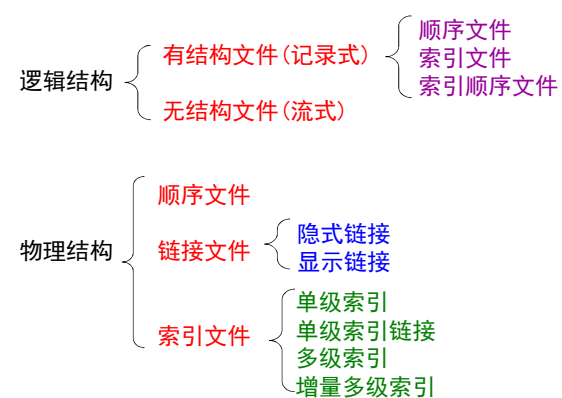 逻辑结构
有结构文件(记录式)
顺序文件
索引文件
索引顺序文件
无结构文件(流式)
物理结构
顺序文件
链接文件
隐式链接
显示链接
索引文件
单级索引
单级索引链接
多级索引
增量多级索引